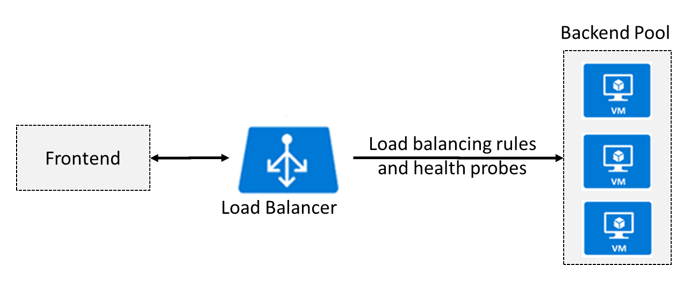 Backend Pool
VM
Frontend
Load balancing rules
and health probes
VM
Load Balancer
VM